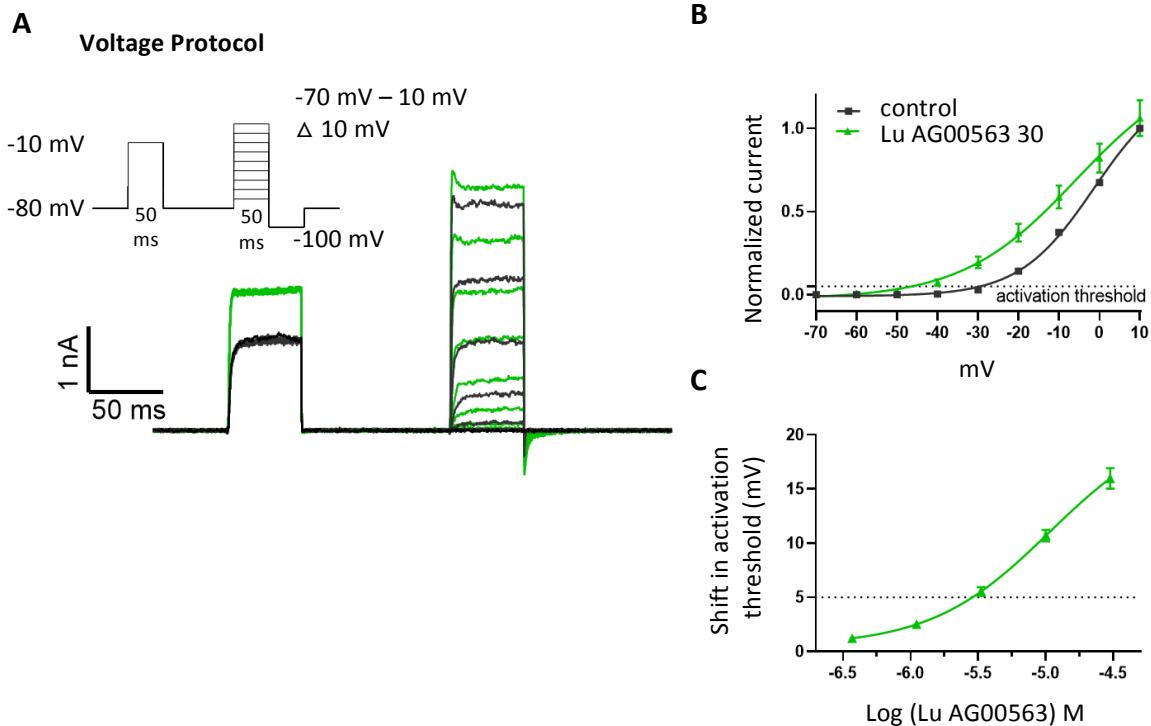 A
Voltage Protocol
-70 mV – 10 mV
Δ 10 mV
-10 mV
-80 mV
50
ms
50
ms
-100 mV
1 nA
50 ms
B
control
Lu AG00563 30
Normalized current
1.0
0.5
0.0
activation threshold
-70 -60 -50 -40 -30 -20 -10 0 10
mV
C
Shift in activation
threshold (mV)
20
15
10
5
0
-6.5 -6.0 -5.5 -5.0 -4.5
Log (Lu AG00563) M